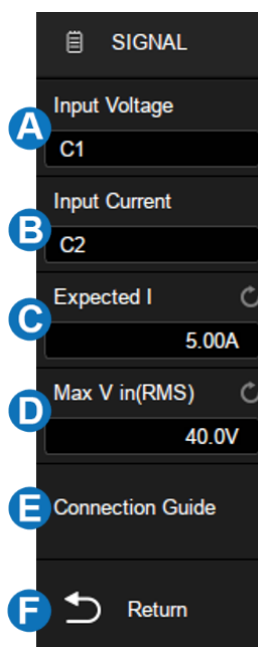 SIGNAL
Input Voltage
A
C1
Input Current
B
C2
Expected I
C
5.00A
Max V in(RMS)
D
40.0V
E Connection Guide
F Return